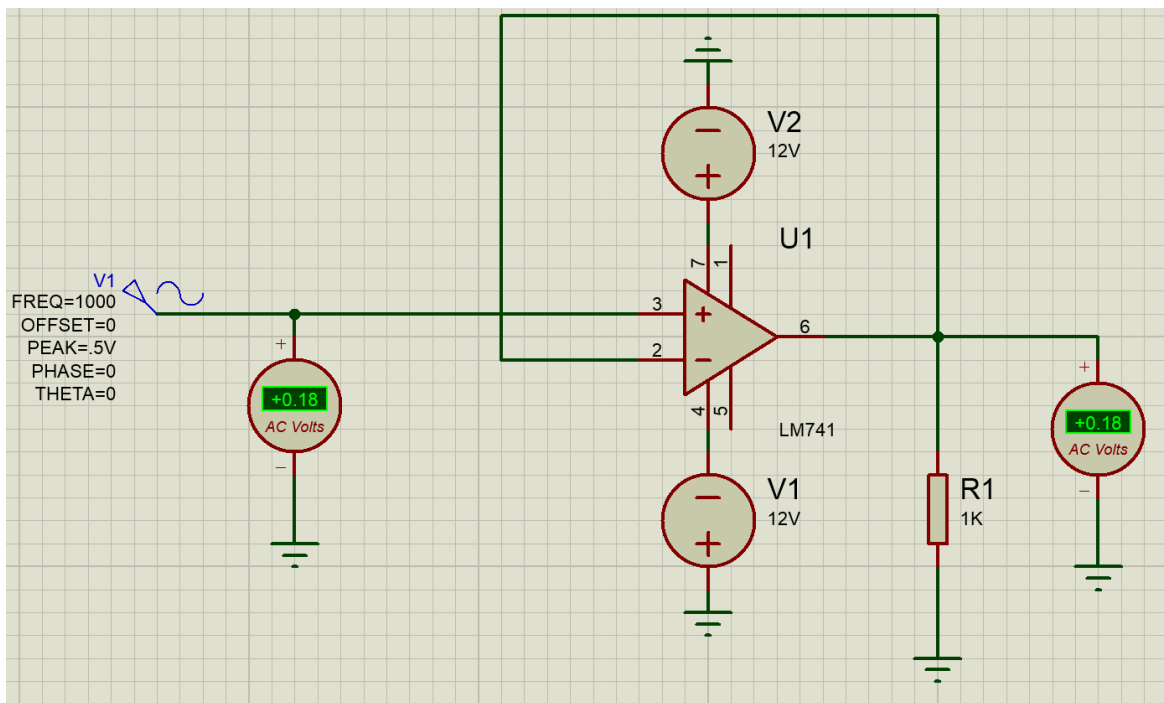 V2
12V
U1
7
1
V1
FREQ=1000
OFFSET=0
PEAK=.5V
PHASE=0
THETA=0
3
2
6
+
−
+0.18
AC Volts
4
5
LM741
+0.18
AC Volts
V1
12V
R1
1K